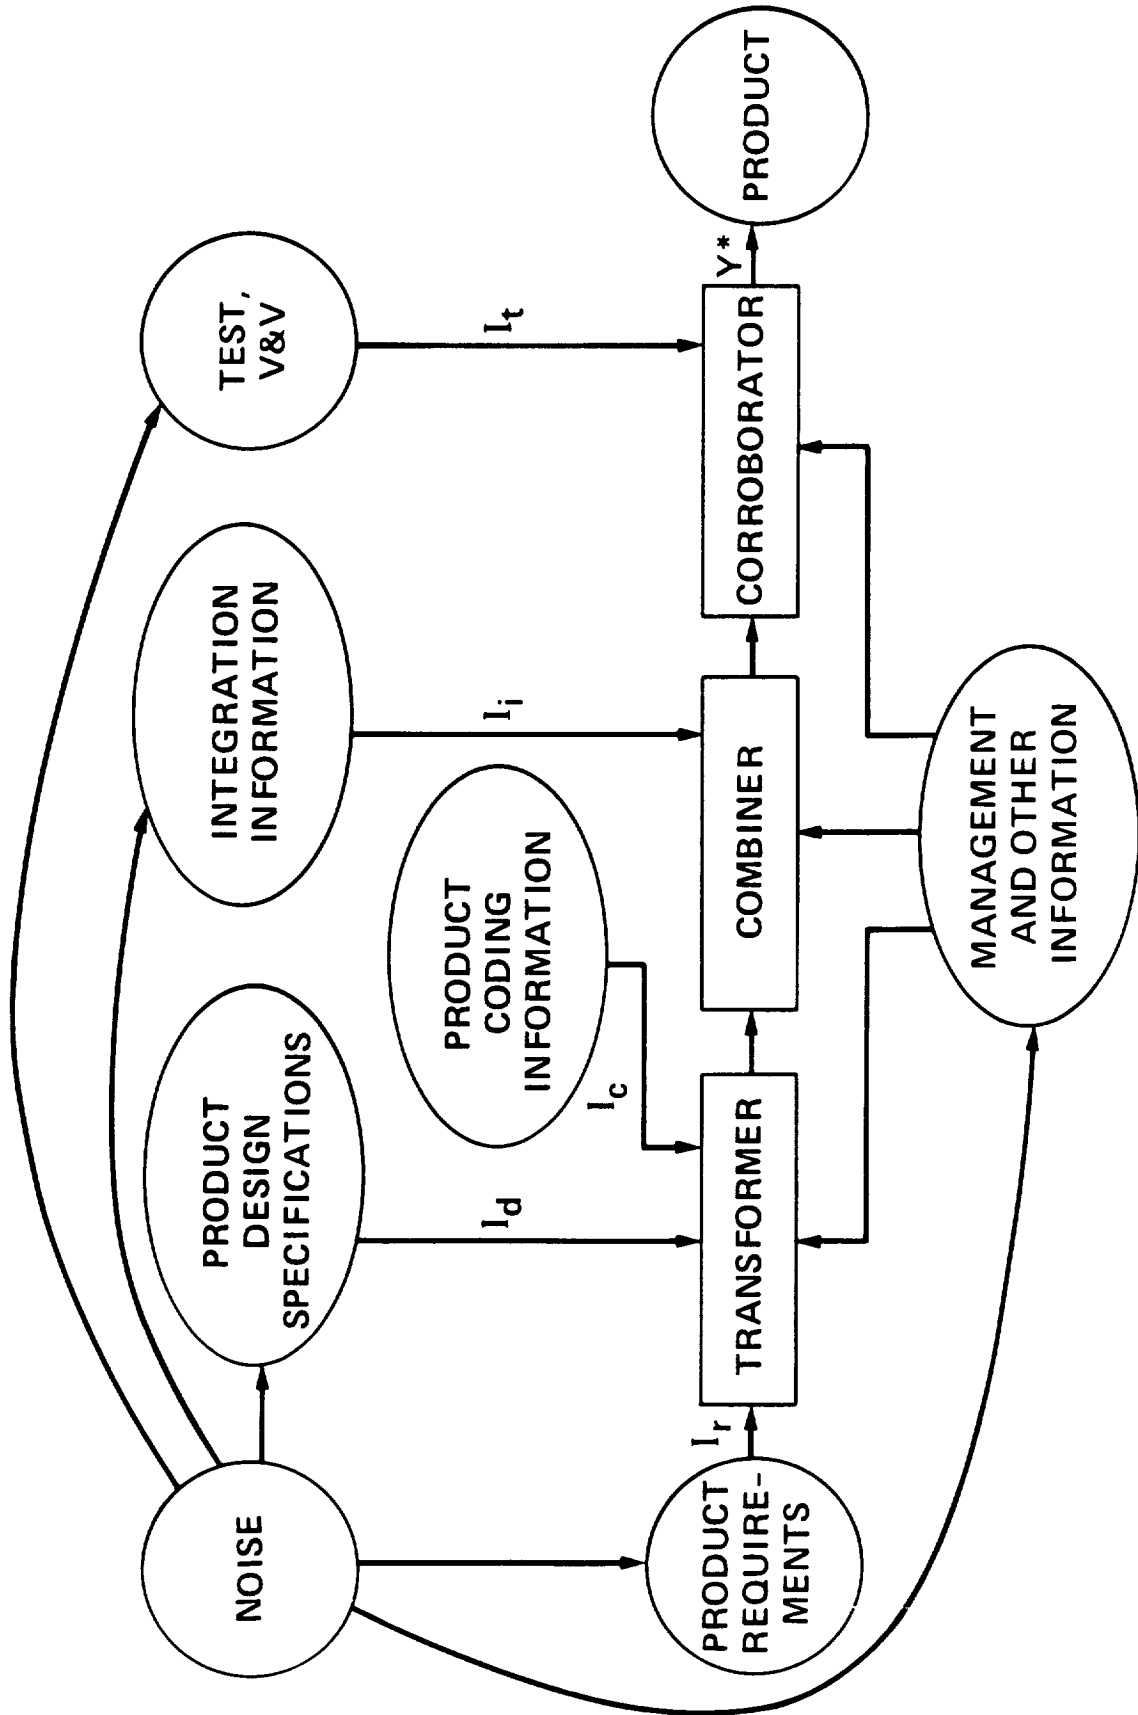 NOISE
PRODUCT
DESIGN
SPECIFICATIONS
INTEGRATION
INFORMATION
TEST,
V&V
PRODUCT
CODING
INFORMATION
I_d
I_c
I_i
I_t
PRODUCT
REQUIRE-
MENTS
I_r
TRANSFORMER
COMBINER
CORROBORATOR
Y*
PRODUCT
MANAGEMENT
AND OTHER
INFORMATION